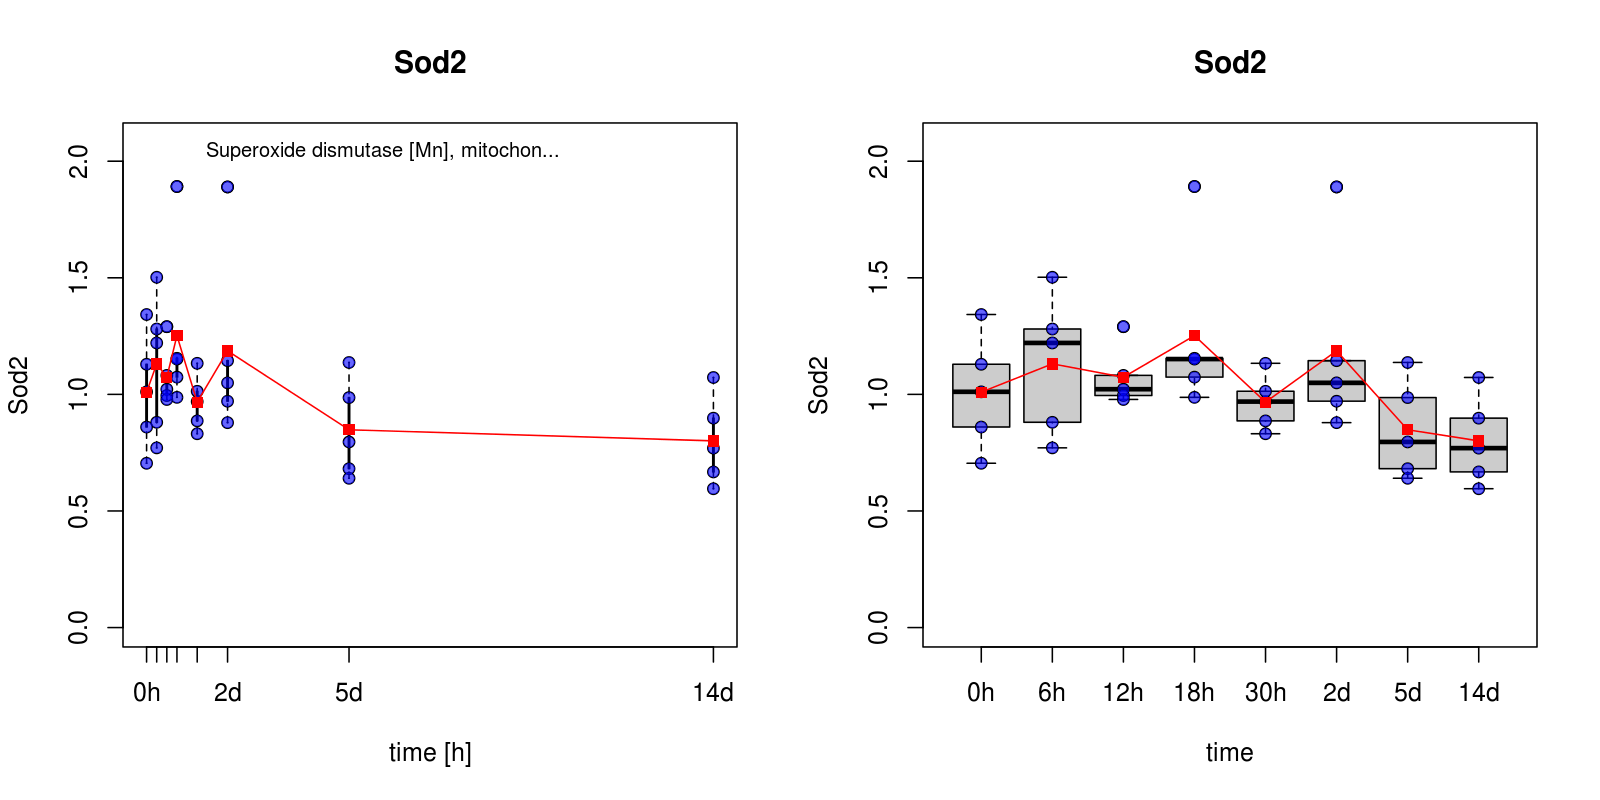 Sod2
Superoxide dismutase [Mn], mitochon...
Sod2
2.0
1.5
1.0
0.5
0.0
0h 2d 5d 14d
time [h]
Sod2
Sod2
2.0
1.5
1.0
0.5
0.0
0h 6h 12h 18h 30h 2d 5d 14d
time